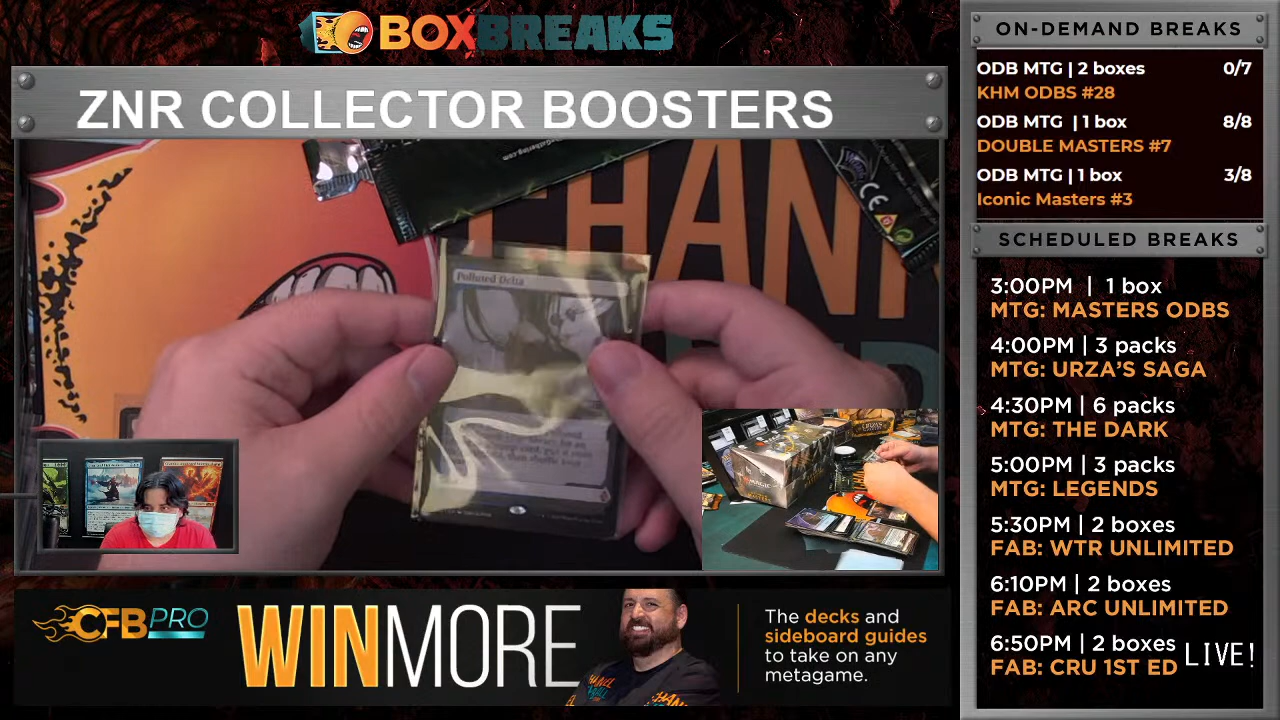 BOXBREAKS
ZNR COLLECTOR BOOSTERS
CHANN
Polluted Delta
CFB PRO
WINMORE
The decks and
sideboard guides
to take on any
metagame.
ON-DEMAND BREAKS
ODB MTG | 2 boxes 0/7
KHM ODBS #28
ODB MTG | 1 box 8/8
DOUBLE MASTERS #7
ODB MTG | 1 box 3/8
Iconic Masters #3
SCHEDULED BREAKS
3:00PM | 1 box
MTG: MASTERS ODBS
4:00PM | 3 packs
MTG: URZA'S SAGA
4:30PM | 6 packs
MTG: THE DARK
5:00PM | 3 packs
MTG: LEGENDS
5:30PM | 2 boxes
FAB: WTR UNLIMITED
6:10PM | 2 boxes
FAB: ARC UNLIMITED
6:50PM | 2 boxes
FAB: CRU 1ST ED
LIVE!